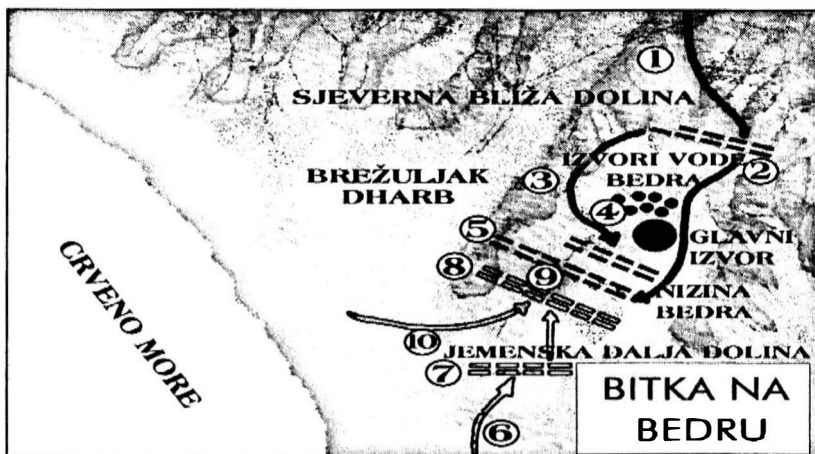 ①
SJEVERNA BLIŽA DOLINA
IZVORI VODE
BEDRA
②
BREŽULJAK
DHARB
③
④
⑤
GLAVNI
IZVOR
⑧
⑨
NIZINA
BEDRA
CRVENO MORE
⑩
JEMENSKA DALJA DOLINA
⑦
⑥
BITKA NA
BEDRU